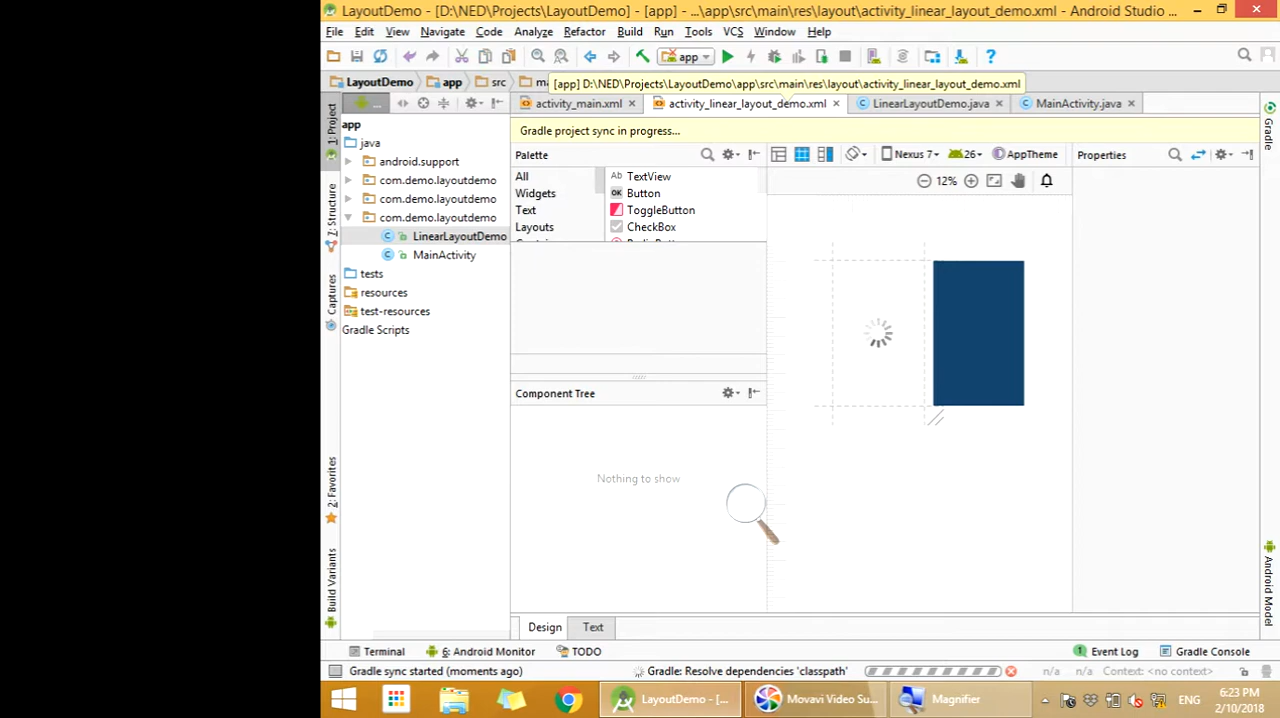 LayoutDemo - [D:\NED\Projects\LayoutDemo] - [app] - ...\app\src\main\res\layout\activity_linear_layout_demo.xml - Android Studio ...
File Edit View Navigate Code Analyze Refactor Build Run Tools VCS Window Help
app
LayoutDemo app src
[app] D:\NED\Projects\LayoutDemo\app\src\main\res\layout\activity_linear_layout_demo.xml
... activity_main.xml activity_linear_layout_demo.xml LinearLayoutDemo.java MainActivity.java
Gradle project sync in progress...
1: Project
7: Structure
Captures
2: Favorites
Build Variants
app
java
android.support
com.demo.layoutdemo
com.demo.layoutdemo
com.demo.layoutdemo
LinearLayoutDemo
MainActivity
tests
resources
test-resources
Gradle Scripts
Palette
All
Widgets
Text
Layouts
Ab TextView
OK Button
ToggleButton
CheckBox
Nexus 7 26 AppTheme
12%
Properties
Component Tree
Nothing to show
Design Text
Gradle
Android Model
Terminal 6: Android Monitor TODO Event Log Gradle Console
Gradle sync started (moments ago) Gradle: Resolve dependencies 'classpath' n/a n/a Context: <no context>
LayoutDemo - [... Movavi Video Su... Magnifier ENG
6:23 PM
2/10/2018